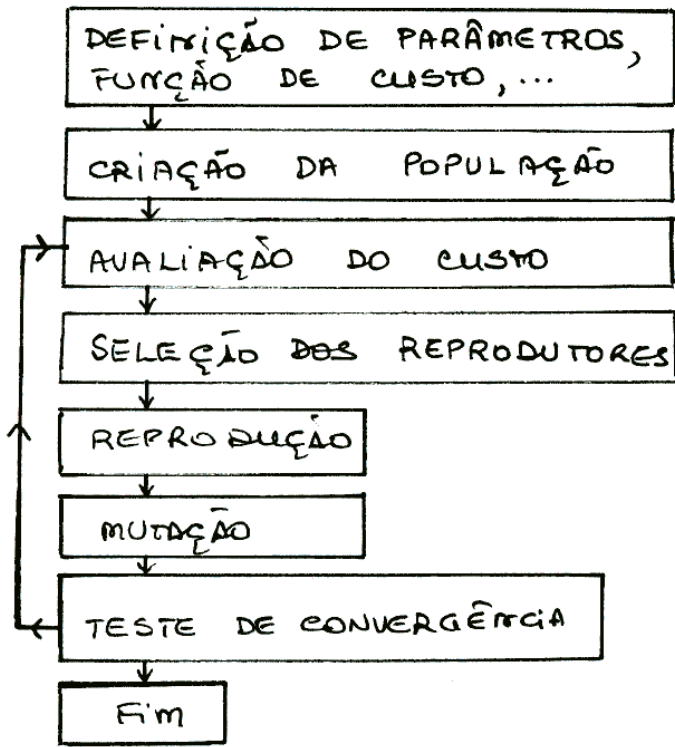 DEFINIÇÃO DE PARÂMETROS,
FUNÇÃO DE CUSTO, ...
CRIAÇÃO DA POPULAÇÃO
AVALIAÇÃO DO CUSTO
SELEÇÃO DOS REPRODUTORES
REPRODUÇÃO
MUTAÇÃO
TESTE DE CONVERGÊNCIA
FIM